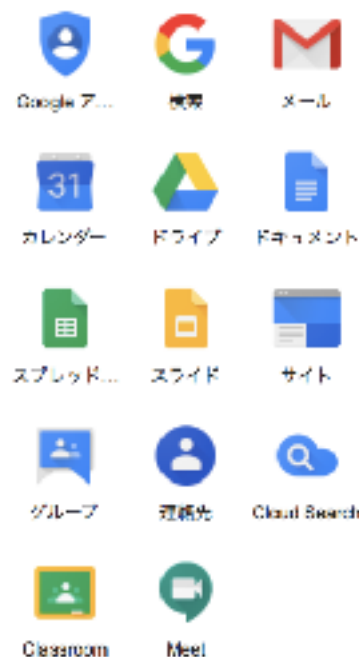 Google ア...
検索
メール
31
カレンダー
ドライブ
ドキュメント
スプレッド...
スライド
サイト
グループ
連絡先
Cloud Search
Classroom
Meet